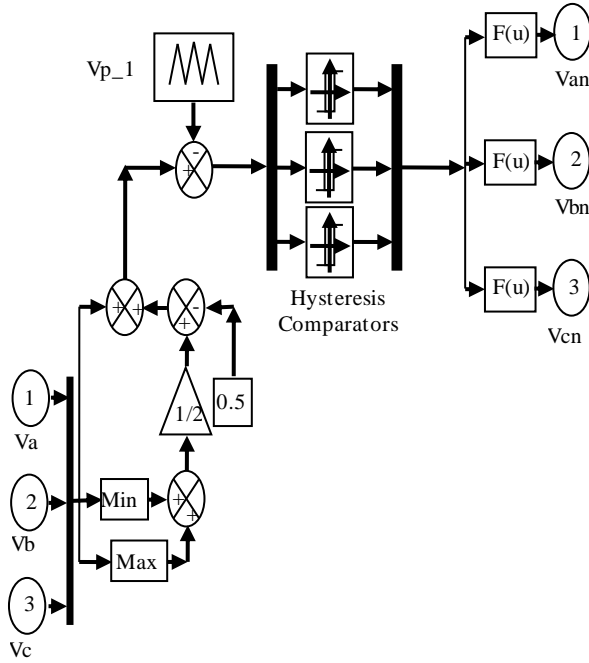 Vp_1
-
+
F(u)
1
Van
F(u)
2
Vbn
F(u)
3
Vcn
Hysteresis
Comparators
+
+
-
+
1/2
0.5
1
Va
2
Vb
3
Vc
Min
Max
+
+